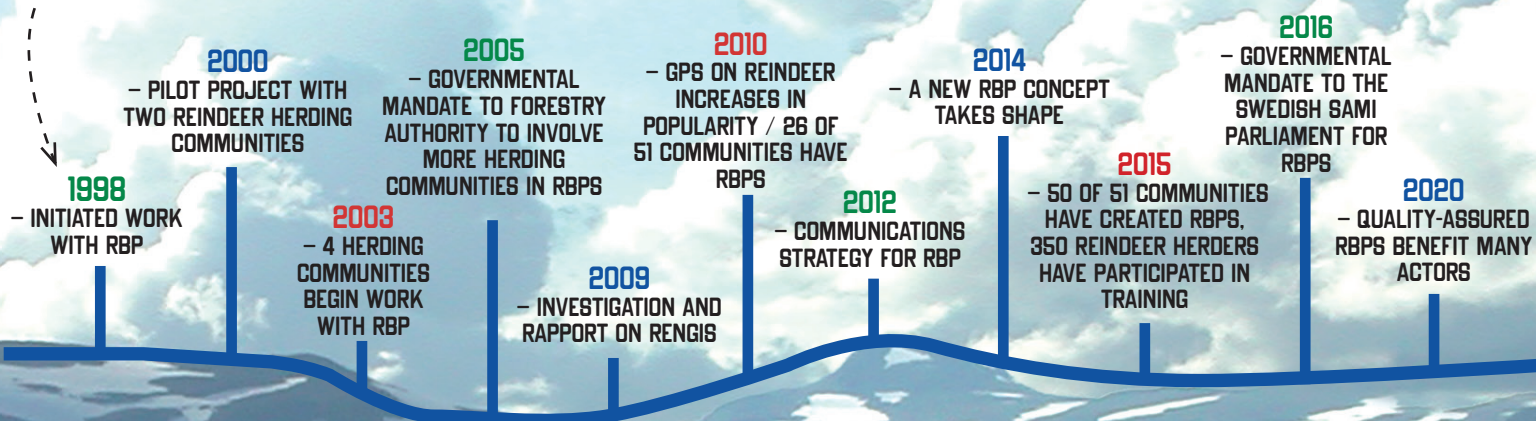 1998
– INITIATED WORK
WITH RBP
2000
– PILOT PROJECT WITH
TWO REINDEER HERDING
COMMUNITIES
2003
– 4 HERDING
COMMUNITIES
BEGIN WORK
WITH RBP
2005
– GOVERNMENTAL
MANDATE TO FORESTRY
AUTHORITY TO INVOLVE
MORE HERDING
COMMUNITIES IN RBPS
2009
– INVESTIGATION AND
RAPPORT ON RENGIS
2010
– GPS ON REINDEER
INCREASES IN
POPULARITY / 26 OF
51 COMMUNITIES HAVE
RBPS
2012
– COMMUNICATIONS
STRATEGY FOR RBP
2014
– A NEW RBP CONCEPT
TAKES SHAPE
2015
– 50 OF 51 COMMUNITIES
HAVE CREATED RBPS,
350 REINDEER HERDERS
HAVE PARTICIPATED IN
TRAINING
2016
– GOVERNMENTAL
MANDATE TO THE
SWEDISH SAMI
PARLIAMENT FOR
RBPS
2020
– QUALITY-ASSURED
RBPS BENEFIT MANY
ACTORS